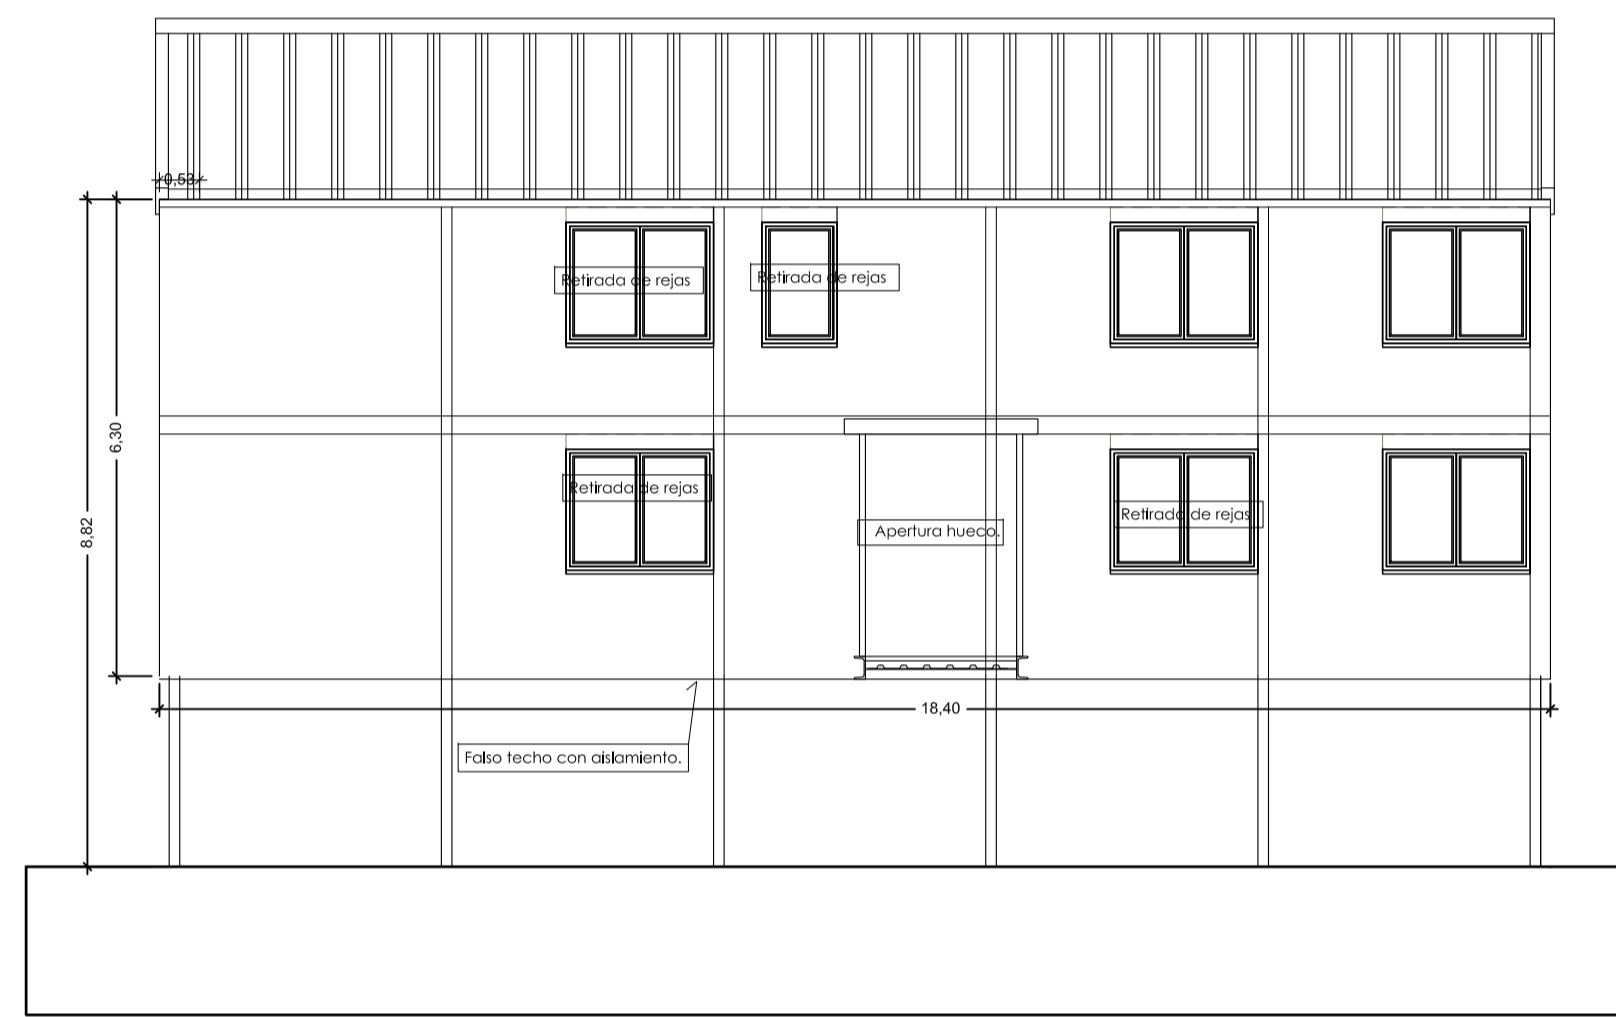 0,53
Retirada de rejas
Retirada de rejas
6,30
8,82
Retirada de rejas
Apertura hueco.
Retirada de rejas
18,40
Falso techo con aislamiento.